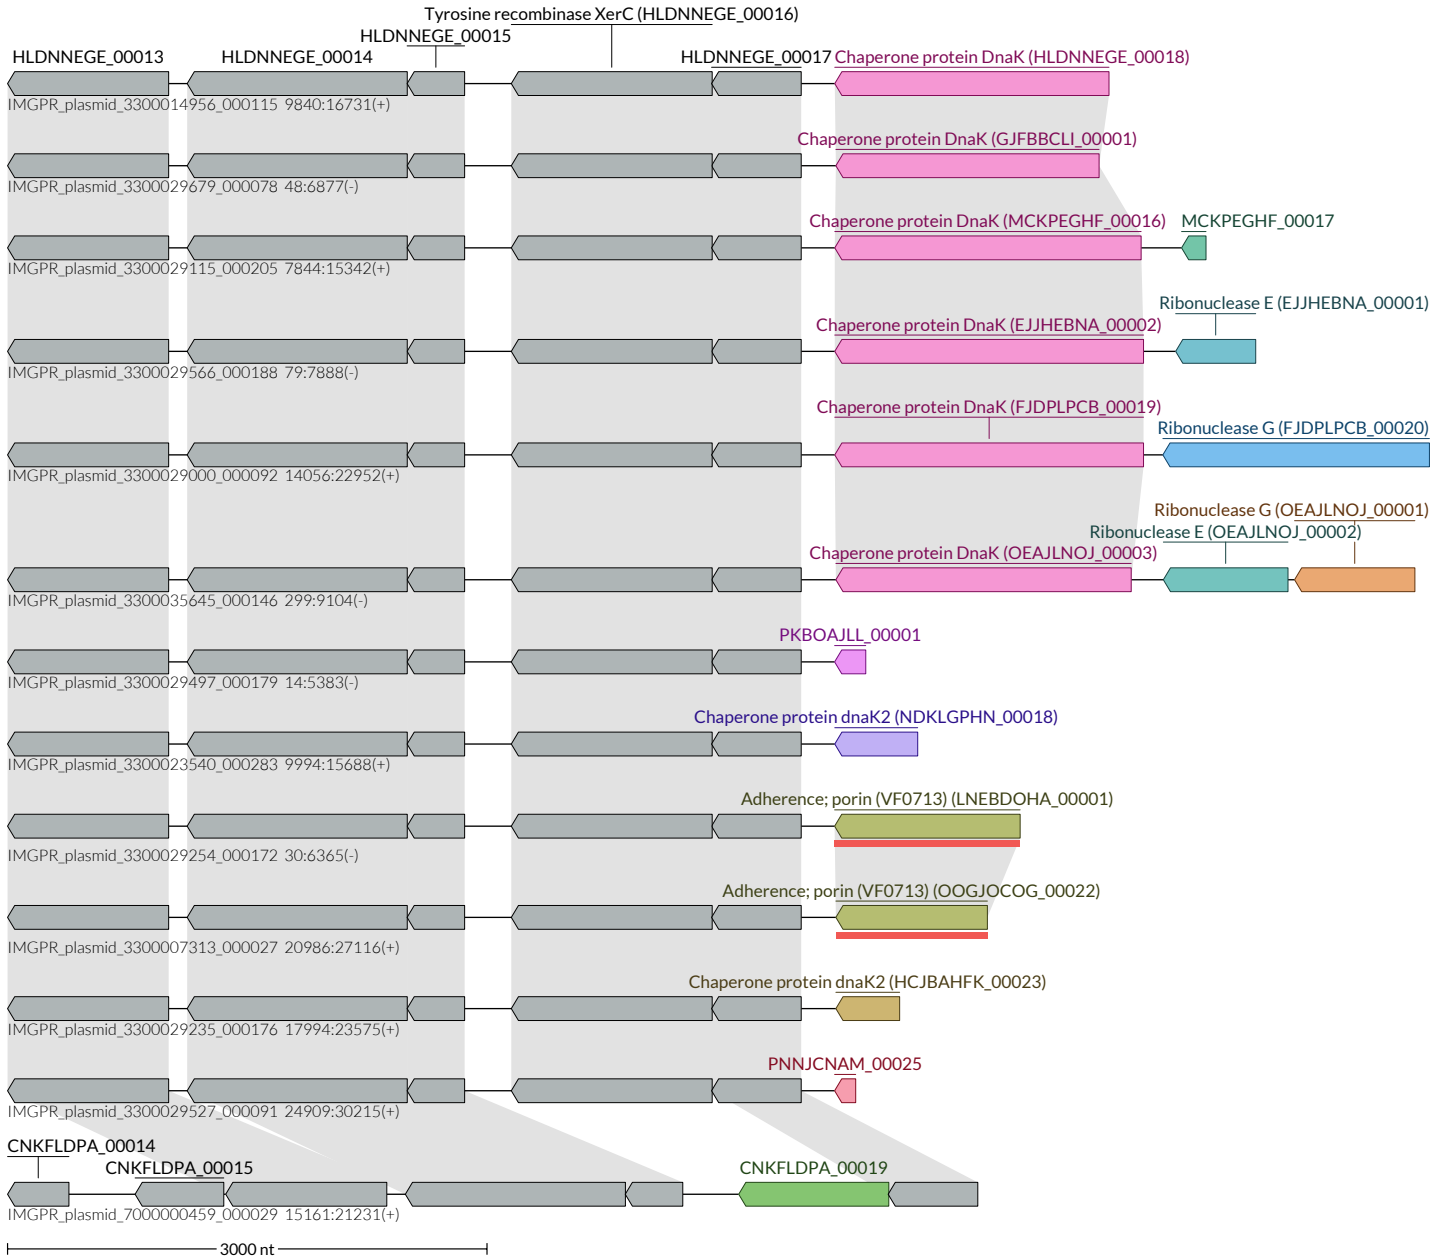 Tyrosine recombinase XerC (HLDNNEGE_00016)
HLDNNEGE_00015
HLDNNEGE_00013
HLDNNEGE_00014
HLDNNEGE_00017
Chaperone protein DnaK (HLDNNEGE_00018)
IMGPR_plasmid_3300014956_000115 9840:16731(+)
Chaperone protein DnaK (GJFBBCLI_00001)
IMGPR_plasmid_3300029679_000078 48:6877(-)
Chaperone protein DnaK (MCKPEGHF_00016)
MCKPEGHF_00017
IMGPR_plasmid_3300029115_000205 7844:15342(+)
Ribonuclease E (EJJHEBNA_00001)
Chaperone protein DnaK (EJJHEBNA_00002)
IMGPR_plasmid_3300029566_000188 79:7888(-)
Chaperone protein DnaK (FJDPLPCB_00019)
Ribonuclease G (FJDPLPCB_00020)
IMGPR_plasmid_3300029000_000092 14056:22952(+)
Ribonuclease G (OEAJLNOJ_00001)
Ribonuclease E (OEAJLNOJ_00002)
Chaperone protein DnaK (OEAJLNOJ_00003)
IMGPR_plasmid_3300035645_000146 299:9104(-)
PKBOAJLL_00001
IMGPR_plasmid_3300029497_000179 14:5383(-)
Chaperone protein dnaK2 (NDKLGPHN_00018)
IMGPR_plasmid_3300023540_000283 9994:15688(+)
Adherence; porin (VF0713) (LNEBDOHA_00001)
IMGPR_plasmid_3300029254_000172 30:6365(-)
Adherence; porin (VF0713) (OOGJOCOG_00022)
IMGPR_plasmid_3300007313_000027 20986:27116(+)
Chaperone protein dnaK2 (HCJBAHFK_00023)
IMGPR_plasmid_3300029235_000176 17994:23575(+)
PNNJCNAM_00025
IMGPR_plasmid_3300029527_000091 24909:30215(+)
CNKFLDPA_00014
CNKFLDPA_00015
CNKFLDPA_00019
IMGPR_plasmid_7000000459_000029 15161:21231(+)
3000 nt